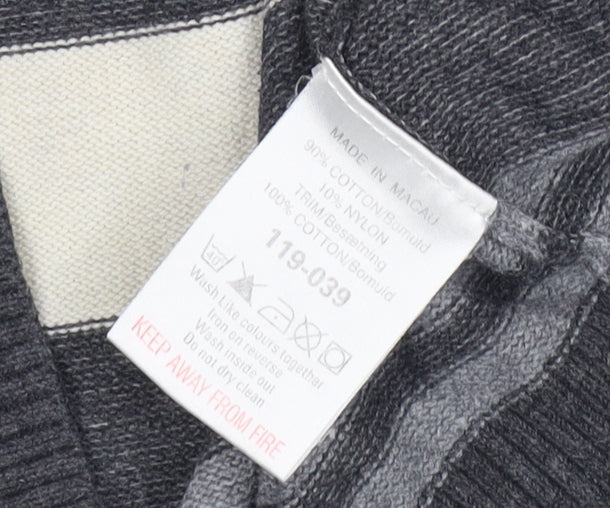 MADE IN MACAU
90% COTTON/Bomuld
10% NYLON
TRIM/Besætning
100% COTTON/Bomuld
119-039
40
Wash Like colours together
Iron on reverse
Wash inside out
Do not dry clean
KEEP AWAY FROM FIRE